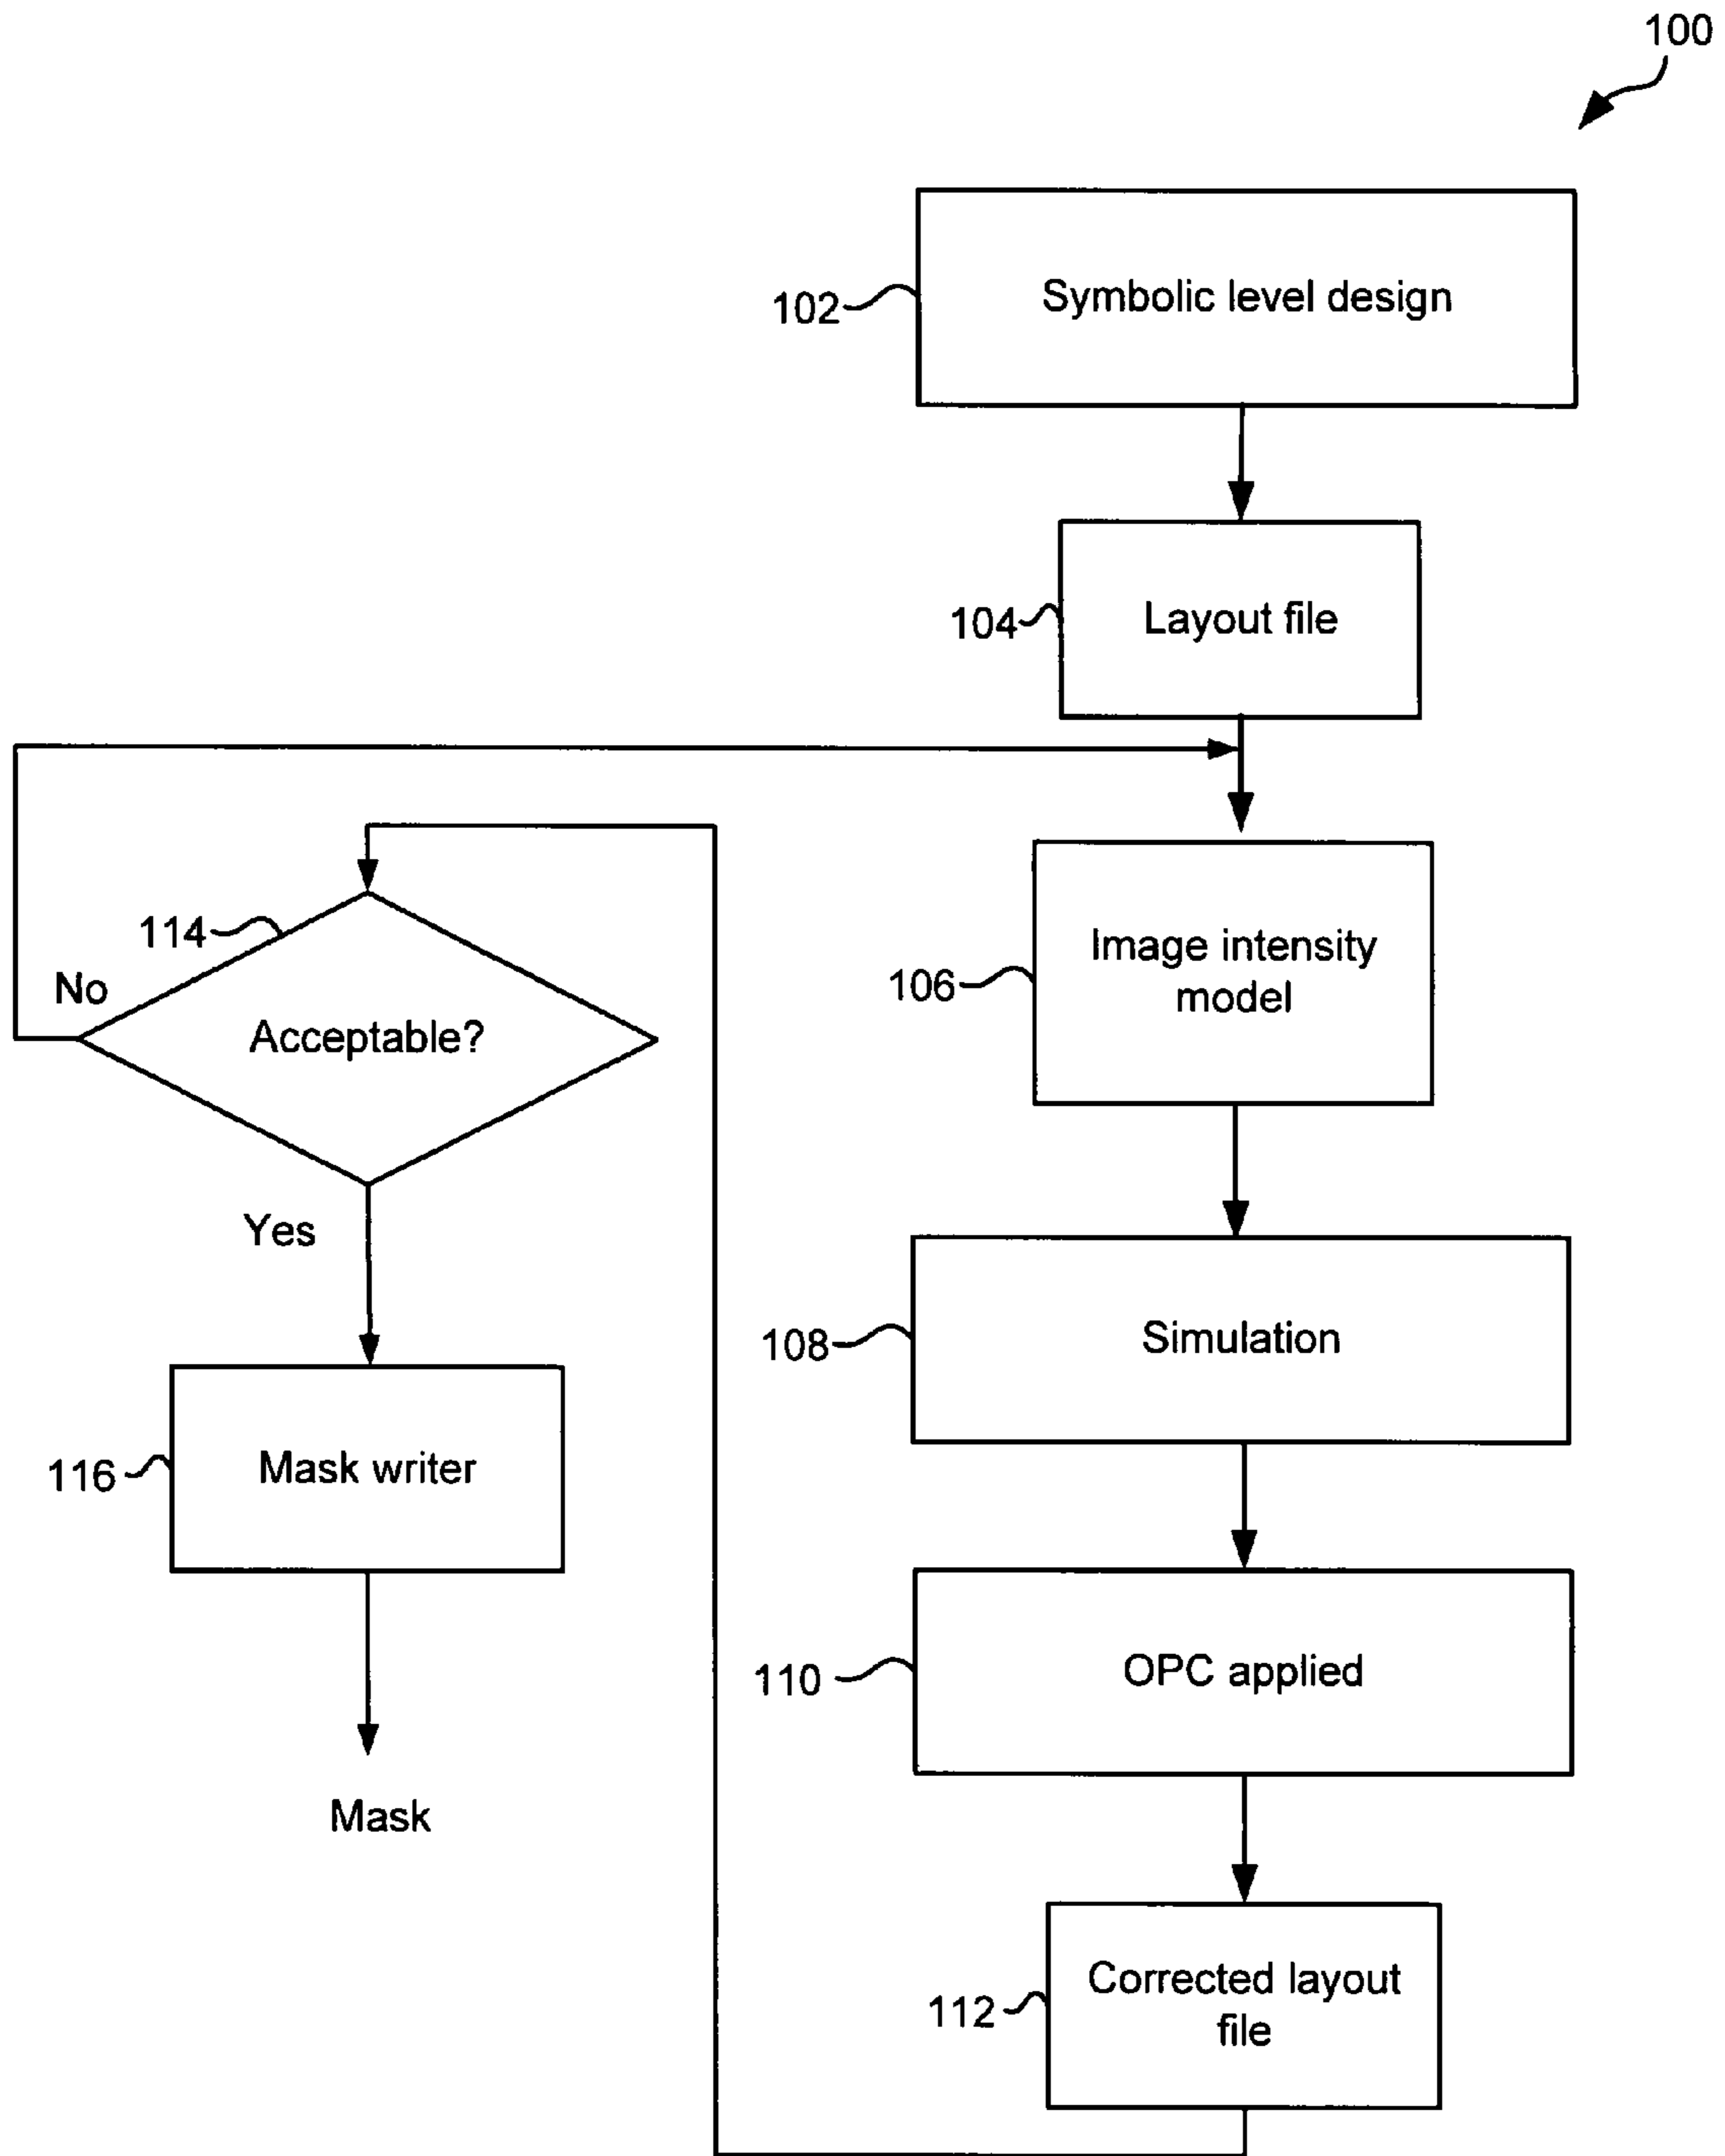 100
102
Symbolic level design
104
Layout file
106
Image intensity
model
114
No
Acceptable?
Yes
108
Simulation
116
Mask writer
110
OPC applied
Mask
112
Corrected layout
file